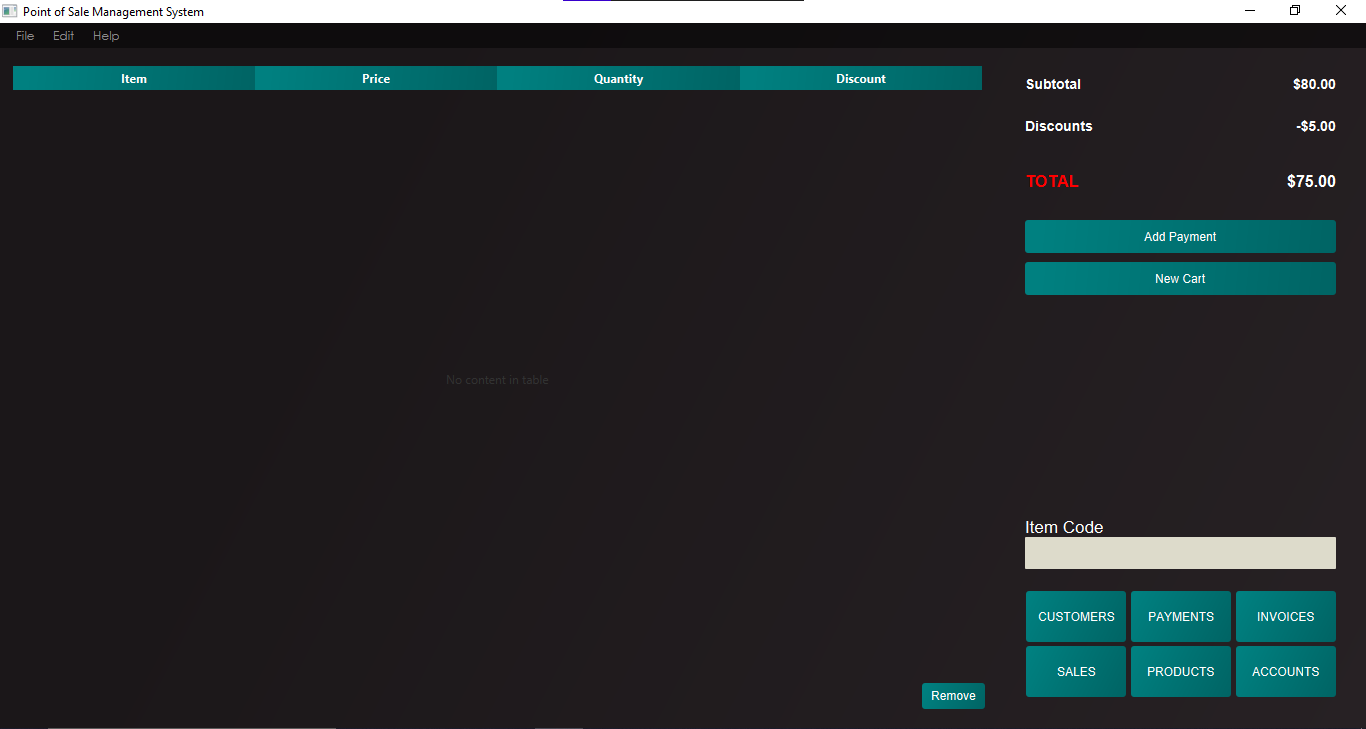 Point of Sale Management System
File Edit Help
Item Price Quantity Discount
No content in table
Subtotal $80.00
Discounts -$5.00
TOTAL $75.00
Add Payment
New Cart
Item Code
CUSTOMERS PAYMENTS INVOICES
SALES PRODUCTS ACCOUNTS
Remove